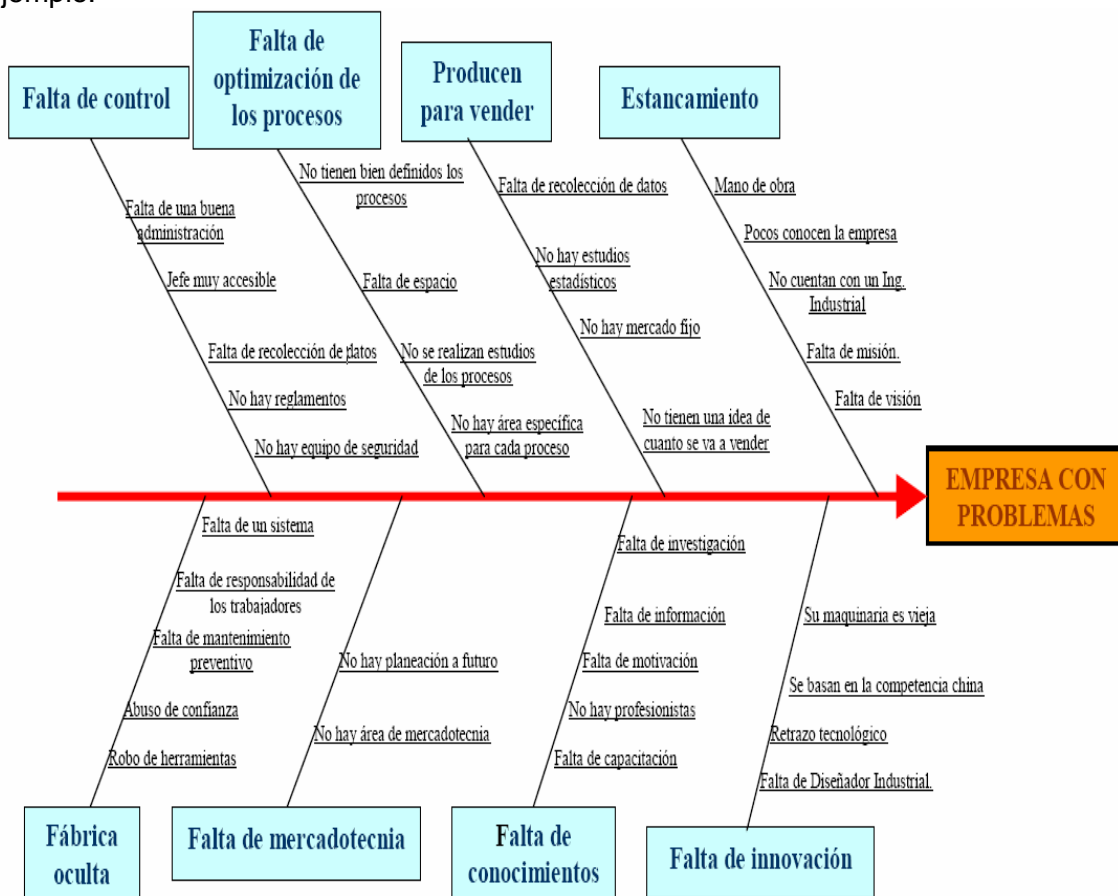 jemplo:
Falta de control
Falta de
optimización de
los procesos
Producen
para vender
Estancamiento
Falta de una buena
administración
Jefe muy accesible
Falta de recolección de datos
No hay reglamentos
No hay equipo de seguridad
No tienen bien definidos los
procesos
Falta de espacio
No se realizan estudios
de los procesos
No hay área específica
para cada proceso
Falta de recolección de datos
No hay estudios
estadísticos
No hay mercado fijo
No tienen una idea de
cuanto se va a vender
Mano de obra
Pocos conocen la empresa
No cuentan con un Ing.
Industrial
Falta de misión.
Falta de visión
EMPRESA CON
PROBLEMAS
Falta de un sistema
Falta de responsabilidad de
los trabajadores
Falta de mantenimiento
preventivo
Abuso de confianza
Robo de herramientas
No hay planeación a futuro
No hay área de mercadotecnia
Falta de investigación
Falta de información
Falta de motivación
No hay profesionistas
Falta de capacitación
Su maquinaria es vieja
Se basan en la competencia china
Retrazo tecnológico
Falta de Diseñador Industrial.
Fábrica
oculta
Falta de mercadotecnia
Falta de
conocimientos
Falta de innovación